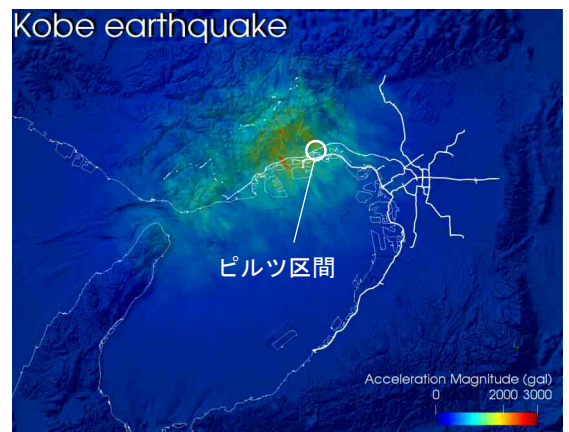 Kobe earthquake
ピルツ区間
Acceleration Magnitude (gal)
0 2000 3000